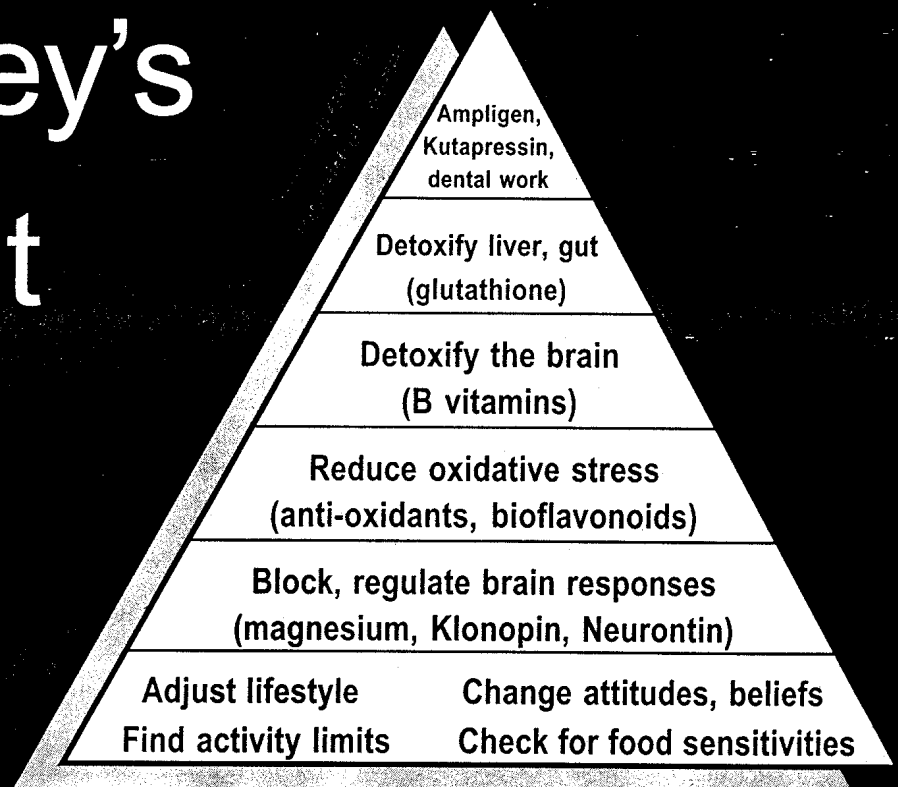 ey's
t
Ampligen,
Kutapressin,
dental work
Detoxify liver, gut
(glutathione)
Detoxify the brain
(B vitamins)
Reduce oxidative stress
(anti-oxidants, bioflavonoids)
Block, regulate brain responses
(magnesium, Klonopin, Neurontin)
Adjust lifestyle Change attitudes, beliefs
Find activity limits Check for food sensitivities